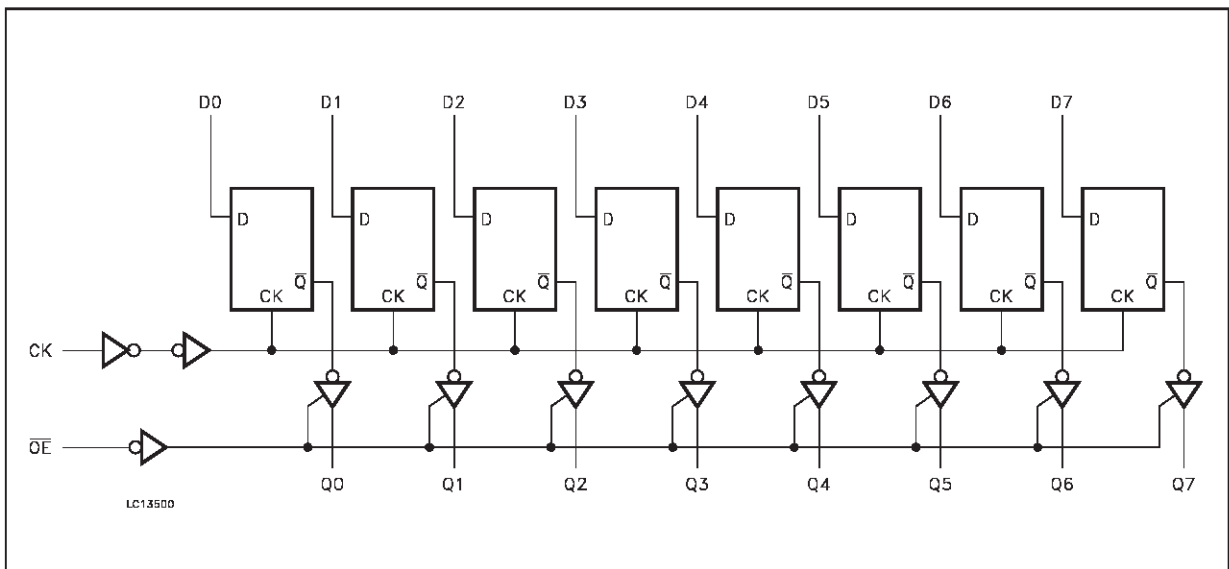 D0 D1 D2 D3 D4 D5 D6 D7
D D D D D D D D
Q̅ Q̅ Q̅ Q̅ Q̅ Q̅ Q̅ Q̅
CK CK CK CK CK CK CK CK
CK
O̅E̅
Q0 Q1 Q2 Q3 Q4 Q5 Q6 Q7
LC13500